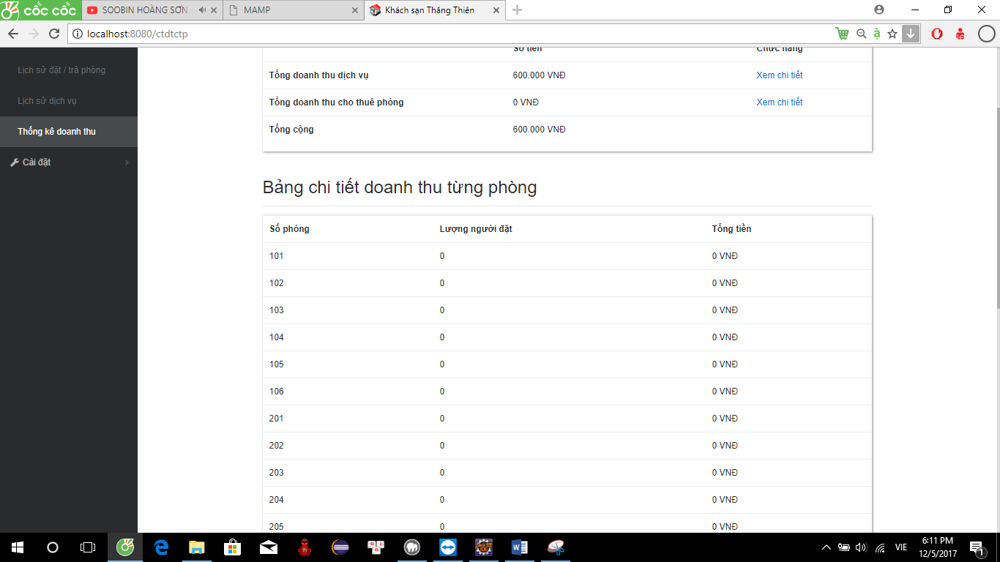 cốc cốc
SOOBIN HOÀNG SƠN
MAMP
Khách sạn Thăng Thiên
localhost:8080/ctdtctp
Lịch sử đặt / trả phòng
Lịch sử dịch vụ
Thống kê doanh thu
Cài đặt
Số tiền Chức năng
Tổng doanh thu dịch vụ 600.000 VNĐ Xem chi tiết
Tổng doanh thu cho thuê phòng 0 VNĐ Xem chi tiết
Tổng cộng 600.000 VNĐ
Bảng chi tiết doanh thu từng phòng
Số phòng Lượng người đặt Tổng tiền
101 0 0 VNĐ
102 0 0 VNĐ
103 0 0 VNĐ
104 0 0 VNĐ
105 0 0 VNĐ
106 0 0 VNĐ
201 0 0 VNĐ
202 0 0 VNĐ
203 0 0 VNĐ
204 0 0 VNĐ
205 0 0 VNĐ
VIE
6:11 PM
12/5/2017
1